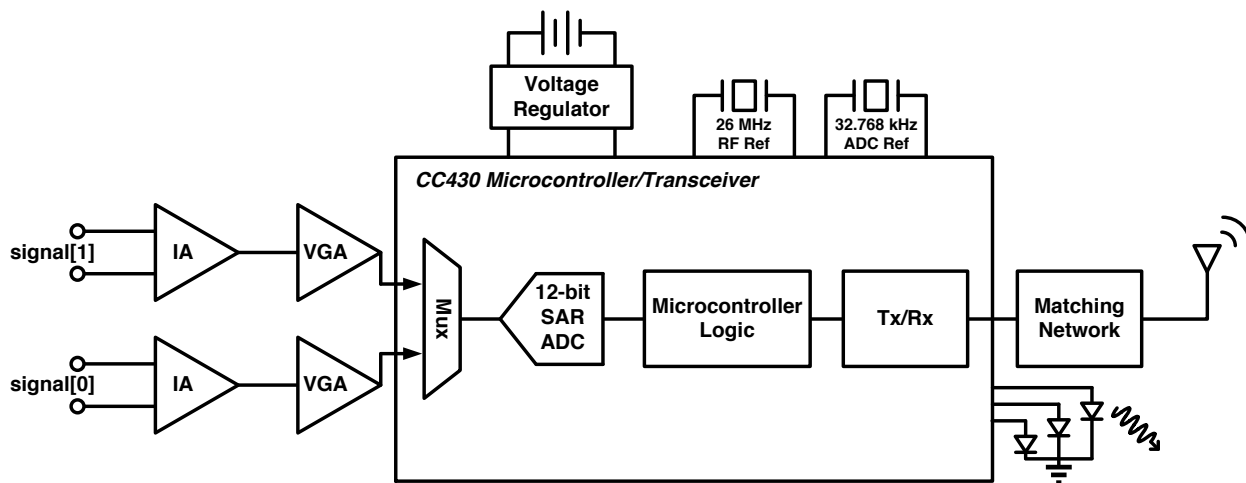 Voltage
Regulator
26 MHz
RF Ref
32.768 kHz
ADC Ref
CC430 Microcontroller/Transceiver
signal[1]
IA
VGA
Mux
12-bit
SAR
ADC
Microcontroller
Logic
Tx/Rx
Matching
Network
signal[0]
IA
VGA